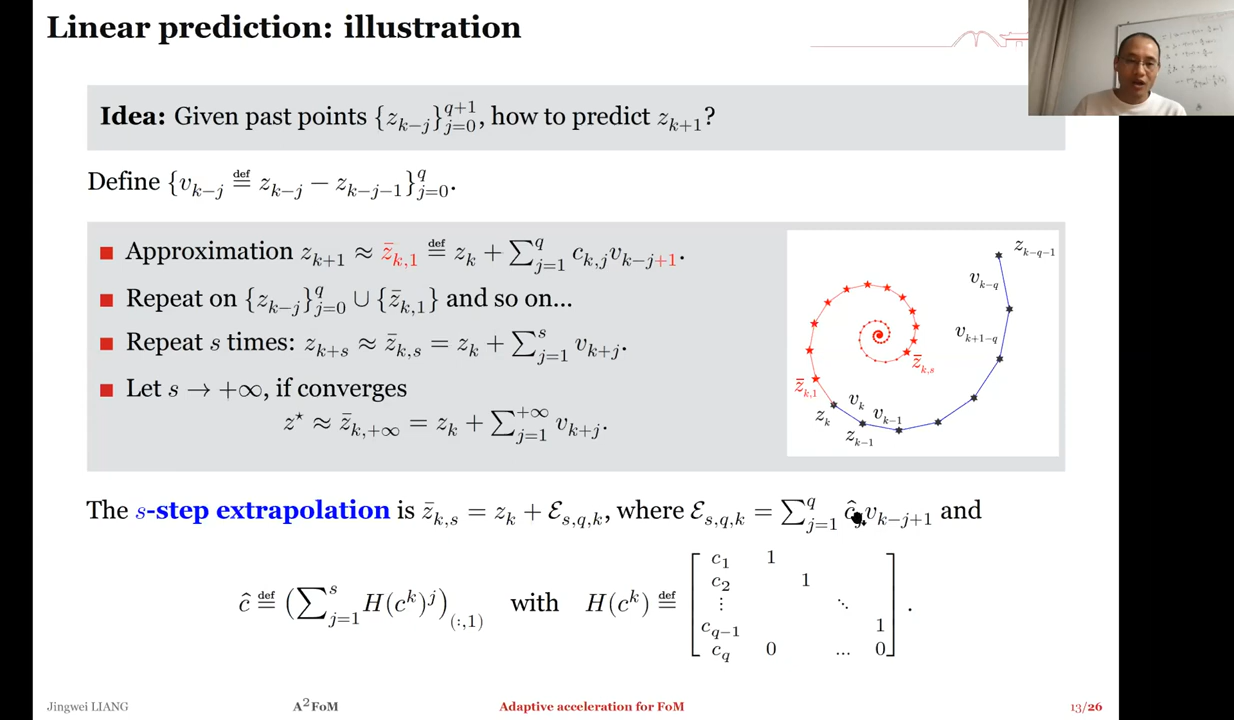 Linear prediction: illustration
Idea: Given past points {z_{k−j}}_{j=0}^{q+1}, how to predict z_{k+1}?
Define {v_{k−j} ≝ z_{k−j} − z_{k−j−1}}_{j=0}^{q}.
■ Approximation z_{k+1} ≈ z̄_{k,1} ≝ z_k + ∑_{j=1}^{q} c_{k,j}v_{k−j+1}.
■ Repeat on {z_{k−j}}_{j=0}^{q} ∪ {z̄_{k,1}} and so on...
■ Repeat s times: z_{k+s} ≈ z̄_{k,s} = z_k + ∑_{j=1}^{s} v_{k+j}.
■ Let s → +∞, if converges
z^⋆ ≈ z̄_{k,+∞} = z_k + ∑_{j=1}^{+∞} v_{k+j}.
z_{k−q−1}
v_{k−q}
v_{k+1−q}
z̄_{k,s}
z̄_{k,1}
v_k
z_k
v_{k−1}
z_{k−1}
The s-step extrapolation is z̄_{k,s} = z_k + ℰ_{s,q,k}, where ℰ_{s,q,k} = ∑_{j=1}^{q} ĉ v_{k−j+1} and
ĉ ≝ (∑_{j=1}^{s} H(c^k)^j)_{(:,1)} with H(c^k) ≝
c_1 1
c_2 1
⋮ ⋱
c_{q−1} 1
c_q 0 ... 0
.
Jingwei LIANG A²FoM Adaptive acceleration for FoM 13/26